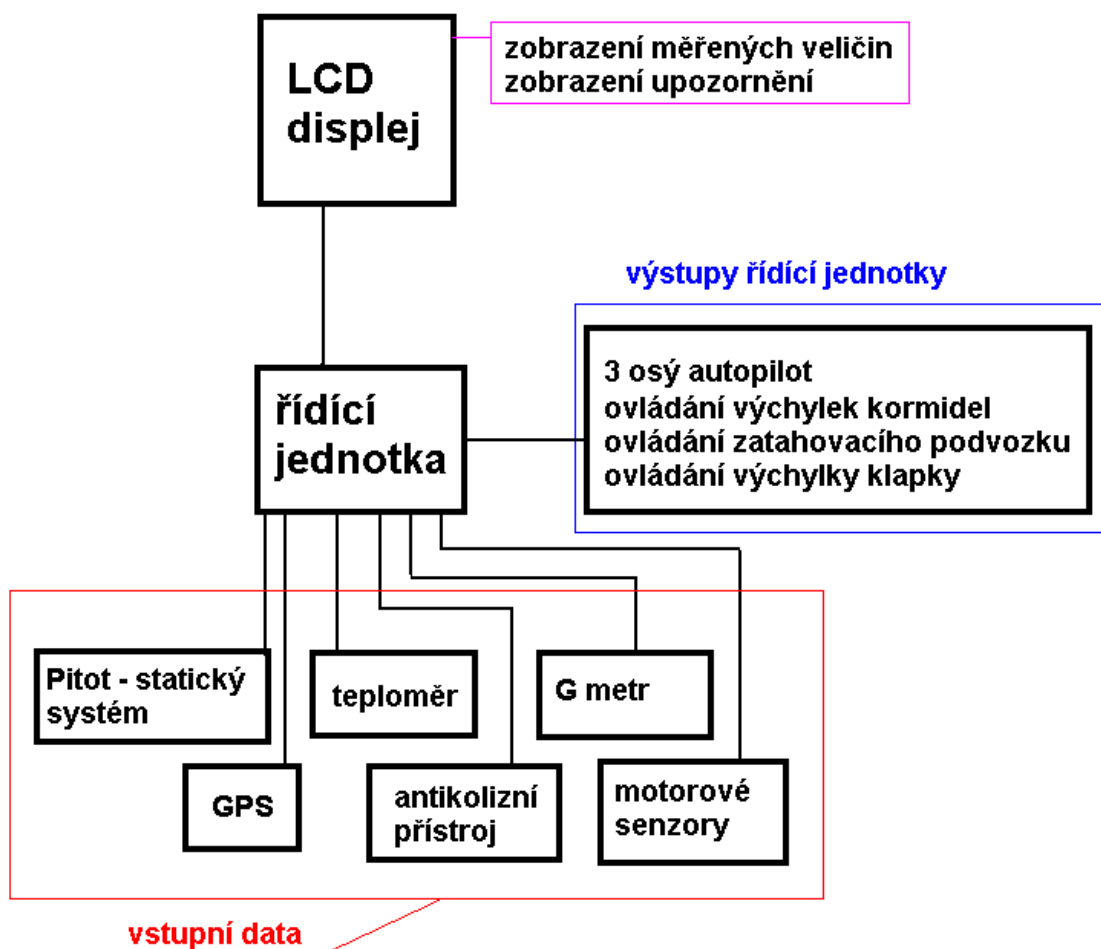 LCD
displej
zobrazení měřených veličin
zobrazení upozornění
výstupy řídící jednotky
3 osý autopilot
ovládání výchylek kormidel
ovládání zatahovacího podvozku
ovládání výchylky klapky
řídící
jednotka
Pitot - statický
systém
teploměr
G metr
GPS
antikolizní
přístroj
motorové
senzory
vstupní data